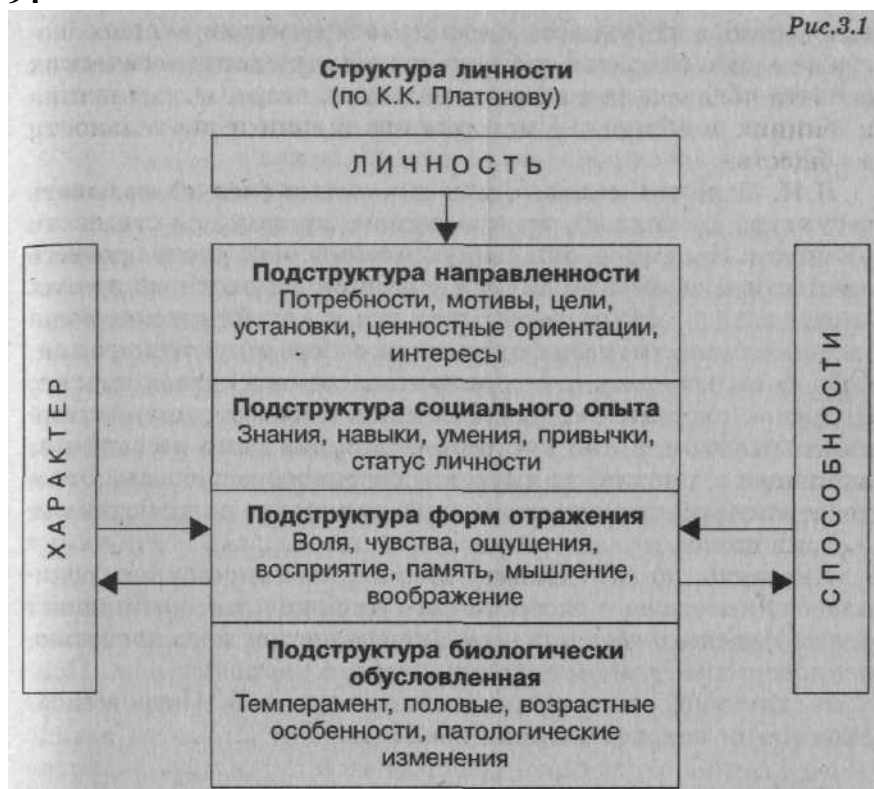 Рис.3.1
Структура личности
(по К.К. Платонову)
ЛИЧНОСТЬ
Подструктура направленности
Потребности, мотивы, цели,
установки, ценностные ориентации,
интересы
Подструктура социального опыта
Знания, навыки, умения, привычки,
статус личности
Подструктура форм отражения
Воля, чувства, ощущения,
восприятие, память, мышление,
воображение
Подструктура биологически
обусловленная
Темперамент, половые, возрастные
особенности, патологические
изменения
ХАРАКТЕР
СПОСОБНОСТИ